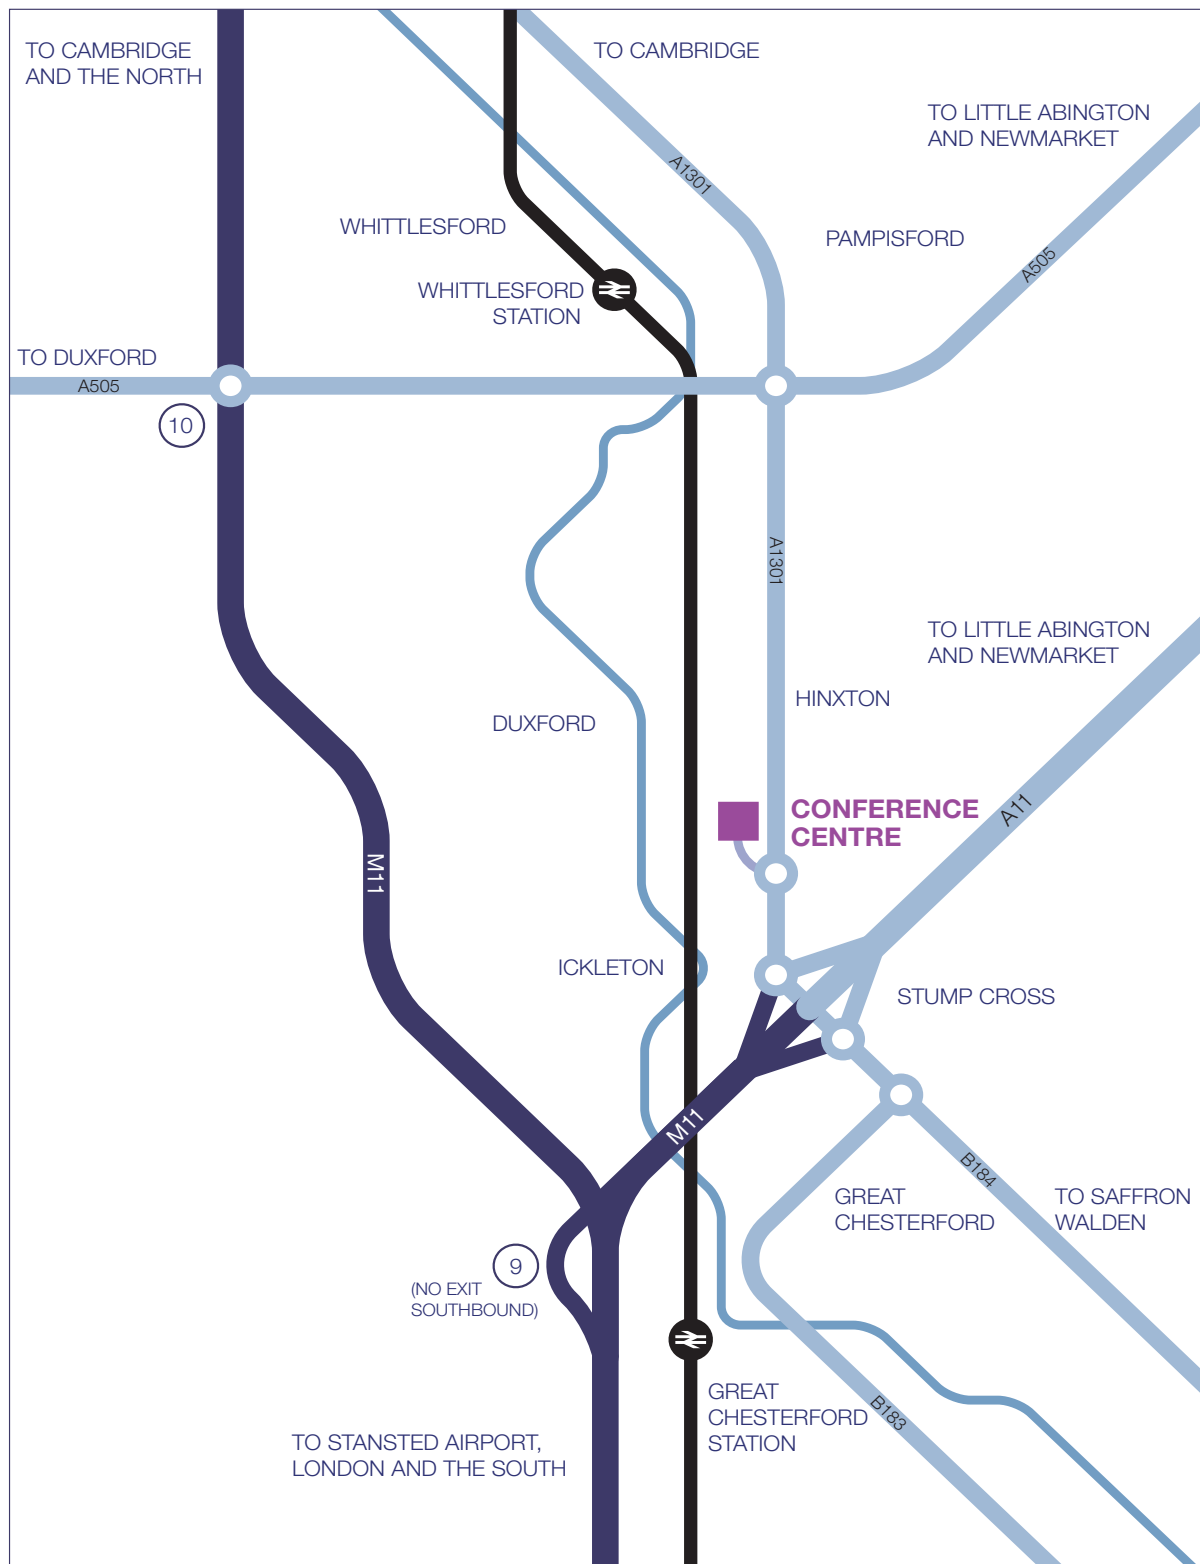 TO CAMBRIDGE
AND THE NORTH
TO CAMBRIDGE
TO LITTLE ABINGTON
AND NEWMARKET
A1301
WHITTLESFORD
PAMPISFORD
A505
WHITTLESFORD
STATION
TO DUXFORD
A505
10
A1301
TO LITTLE ABINGTON
AND NEWMARKET
HINXTON
DUXFORD
CONFERENCE
CENTRE
A11
M11
ICKLETON
STUMP CROSS
M11
B184
GREAT
CHESTERFORD
TO SAFFRON
WALDEN
9
(NO EXIT
SOUTHBOUND)
GREAT
CHESTERFORD
STATION
B183
TO STANSTED AIRPORT,
LONDON AND THE SOUTH